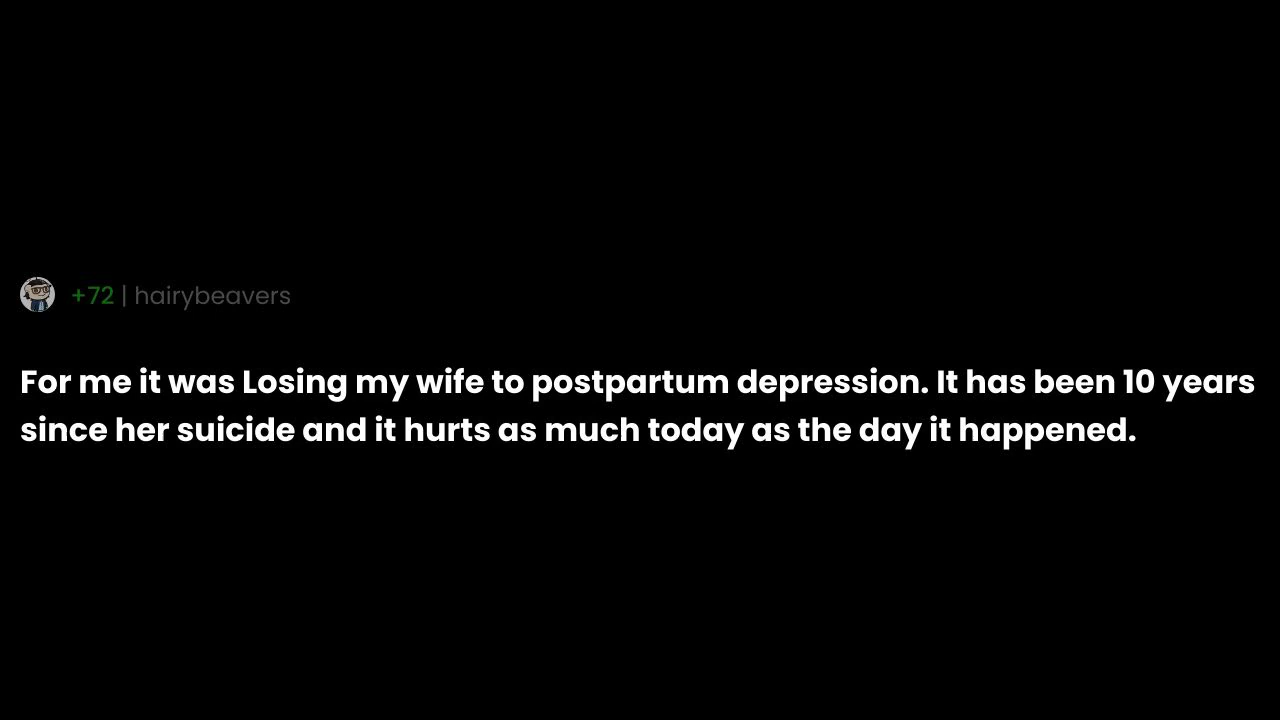 +72 | hairybeavers
For me it was Losing my wife to postpartum depression. It has been 10 years
since her suicide and it hurts as much today as the day it happened.